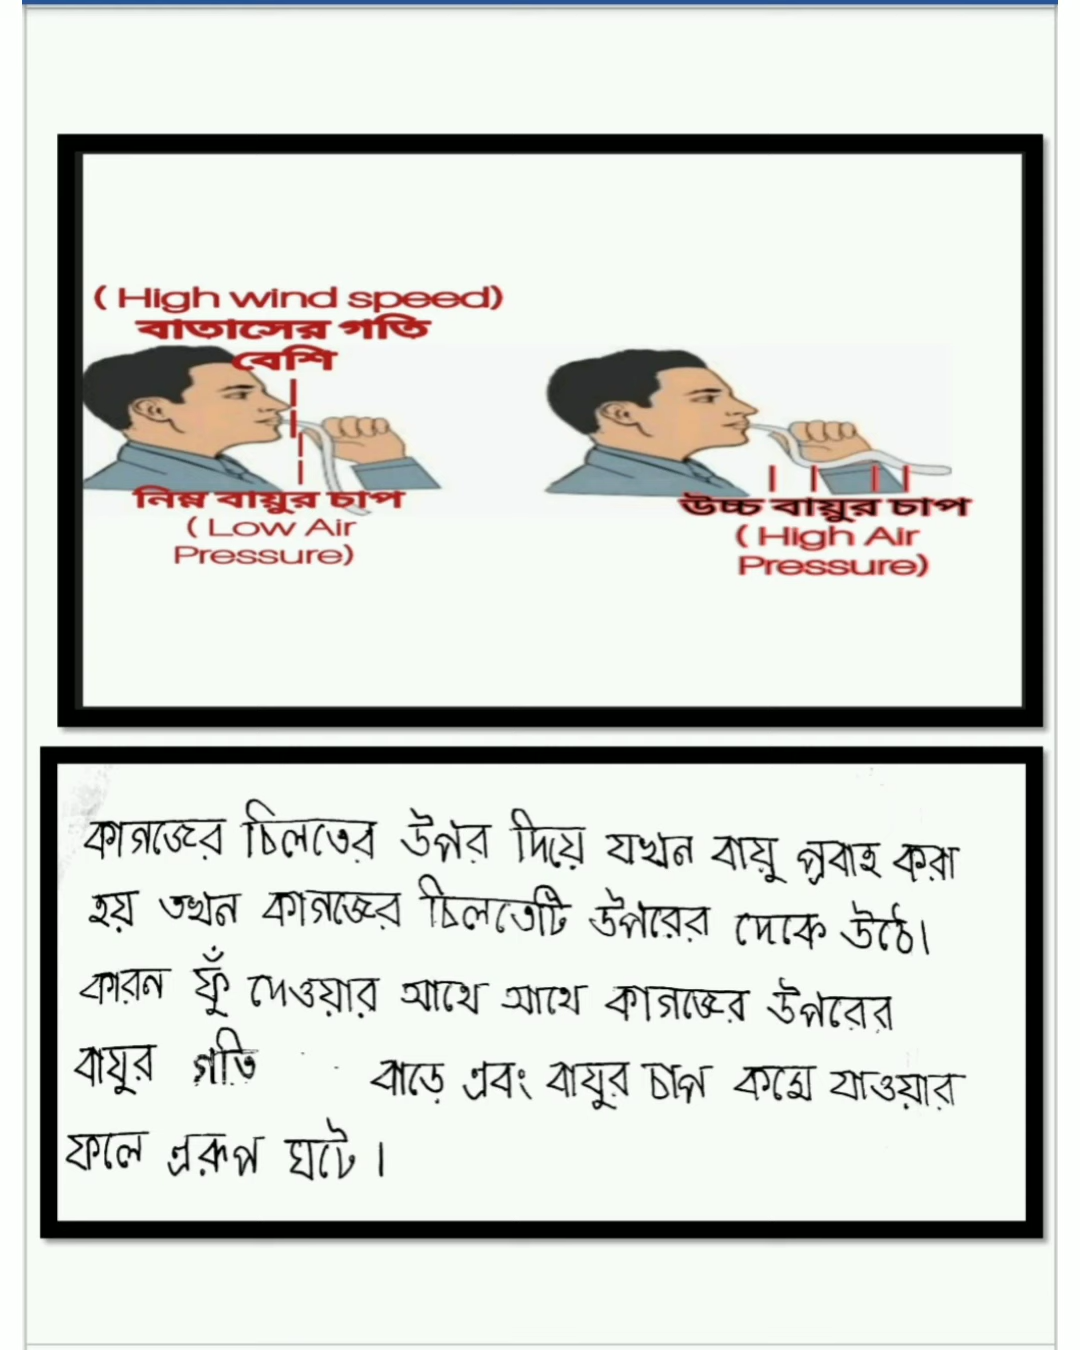 ( High wind speed)
বাতাসের গতি
বেশি
নিম্ন বায়ুর চাপ
( Low Air
Pressure)
উচ্চ বায়ুর চাপ
( High Air
Pressure)
কাগজের চিলতের উপর দিয়ে যখন বায়ু প্রবাহ করা
হয় তখন কাগজের চিলতেটি উপরের দেকে উঠে।
কারন ফুঁ দেওয়ার সাথে সাথে কাগজের উপরের
বায়ুর গতি বাড়ে এবং বায়ুর চাপ কমে যাওয়ার
ফলে এরূপ ঘটে।